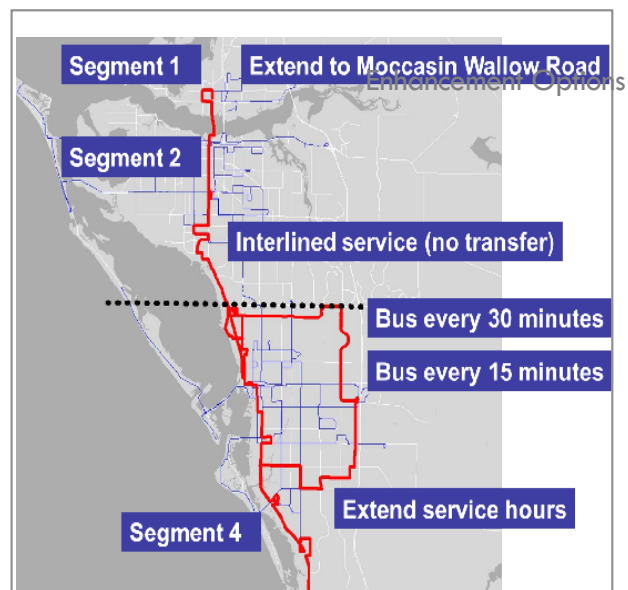 Segment 1
Extend to Moccasin Wallow Road
Enhancement Options
Segment 2
Interlined service (no transfer)
Bus every 30 minutes
Bus every 15 minutes
Extend service hours
Segment 4